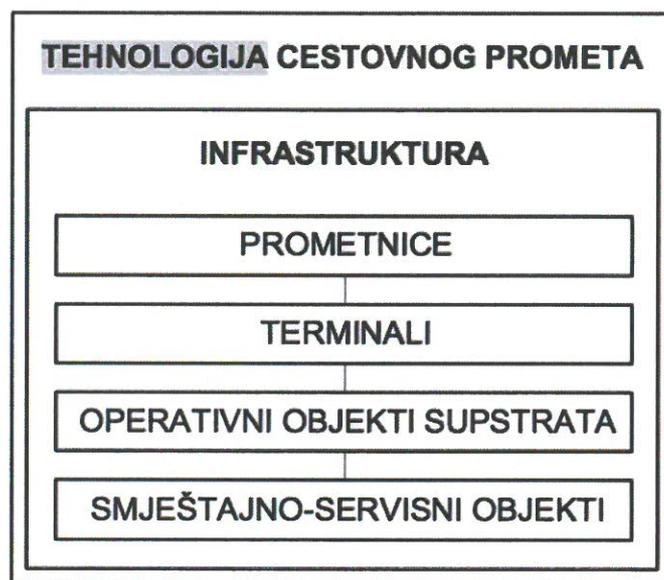 TEHNOLOGIJA CESTOVNOG PROMETA
INFRASTRUKTURA
PROMETNICE
TERMINALI
OPERATIVNI OBJEKTI SUPSTRATA
SMJEŠTAJNO-SERVISNI OBJEKTI